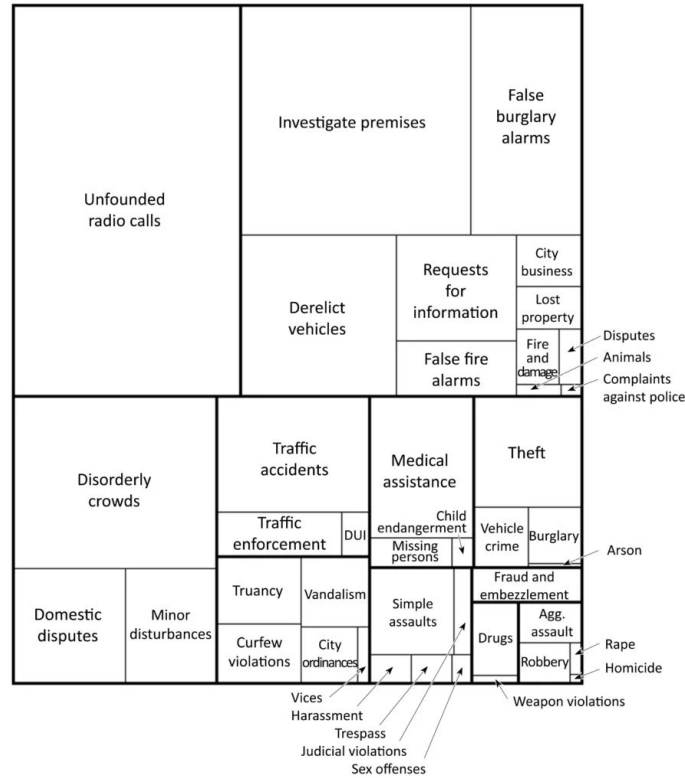 Unfounded
radio calls
Investigate premises
False
burglary
alarms
Derelict
vehicles
Requests
for
information
False fire
alarms
City
business
Lost
property
Fire
and
damage
Disputes
Animals
Complaints
against police
Disorderly
crowds
Domestic
disputes
Minor
disturbances
Traffic
accidents
Traffic
enforcement
DUI
Medical
assistance
Child
endangerment
Missing
persons
Theft
Vehicle
crime
Burglary
Arson
Truancy
Vandalism
Curfew
violations
City
ordinances
Simple
assaults
Fraud and
embezzlement
Drugs
Agg.
assault
Robbery
Rape
Homicide
Weapon violations
Vices
Harassment
Trespass
Judicial violations
Sex offenses